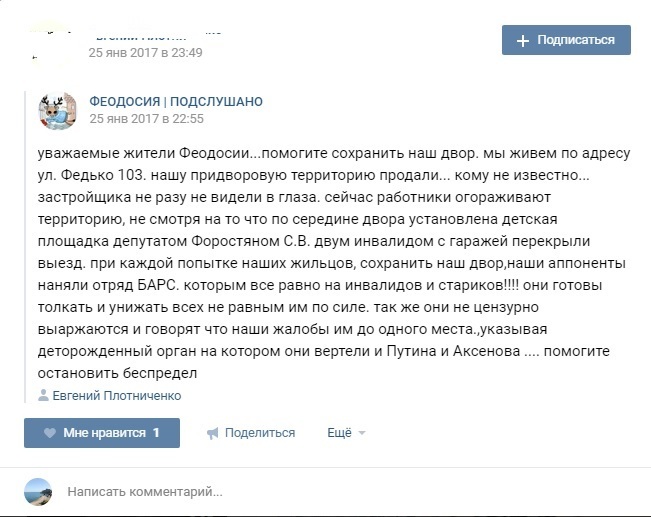 25 янв 2017 в 23:49
Подписаться
ФЕОДОСИЯ | ПОДСЛУШАНО
25 янв 2017 в 22:55
уважаемые жители Феодосии...помогите сохранить наш двор. мы живем по адресу
ул. Федько 103. нашу придворовую территорию продали... кому не известно...
застройщика не разу не видели в глаза. сейчас работники огораживают
территорию, не смотря на то что по середине двора установлена детская
площадка депутатом Форостяном С.В. двум инвалидом с гаражей перекрыли
выезд. при каждой попытке наших жильцов, сохранить наш двор,наши аппоненты
наняли отряд БАРС. которым все равно на инвалидов и стариков!!!! они готовы
толкать и унижать всех не равным им по силе. так же они не цензурно
выаржаются и говорят что наши жалобы им до одного места.,указывая
деторожденный орган на котором они вертели и Путина и Аксенова .... помогите
остановить беспредел
Евгений Плотниченко
Мне нравится 1
Поделиться
Ещё
Написать комментарий...